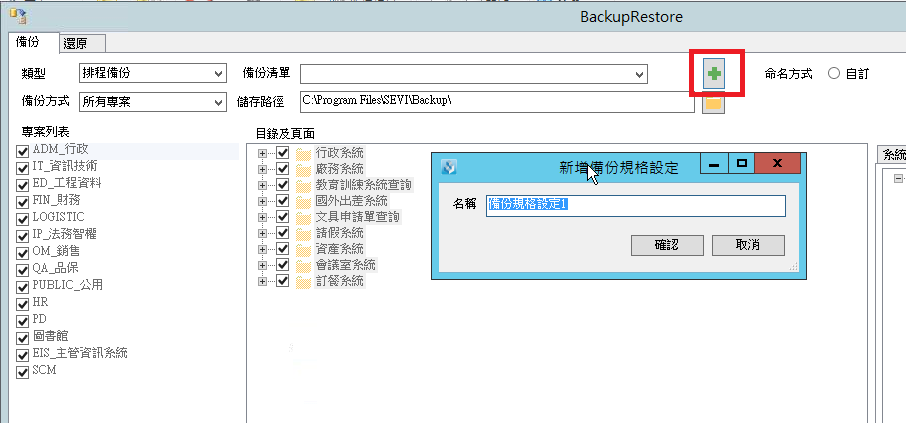 BackupRestore
備份 還原
類型 排程備份 備份清單 命名方式 自訂
備份方式 所有專案 儲存路徑 C:\Program Files\SEVI\Backup\
專案列表
ADM_行政
IT_資訊技術
ED_工程資料
FIN_財務
LOGISTIC
IP_法務智權
OM_銷售
QA_品保
PUBLIC_公用
HR
PD
圖書館
EIS_主管資訊系統
SCM
目錄及頁面
行政系統
廠務系統
教育訓練系統查詢
國外出差系統
文具申請單查詢
請假系統
資產系統
會議室系統
訂餐系統
新增備份規格設定
名稱 備份規格設定1
確認 取消
系統